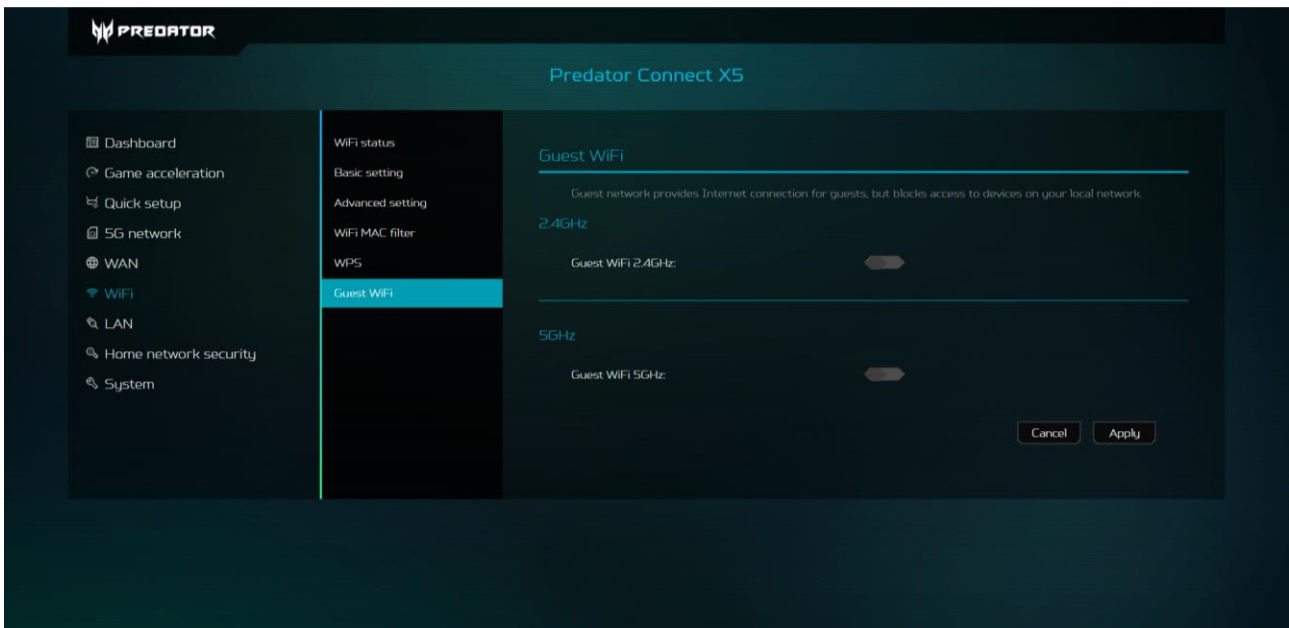 PREDATOR
Predator Connect X5
Dashboard
Game acceleration
Quick setup
5G network
WAN
WiFi
LAN
Home network security
System
WiFi status
Basic setting
Advanced setting
WiFi MAC filter
WPS
Guest WiFi
Guest WiFi
Guest network provides Internet connection for guests, but blocks access to devices on your local network.
2.4GHz
Guest WiFi 2.4GHz:
5GHz
Guest WiFi 5GHz:
Cancel Apply